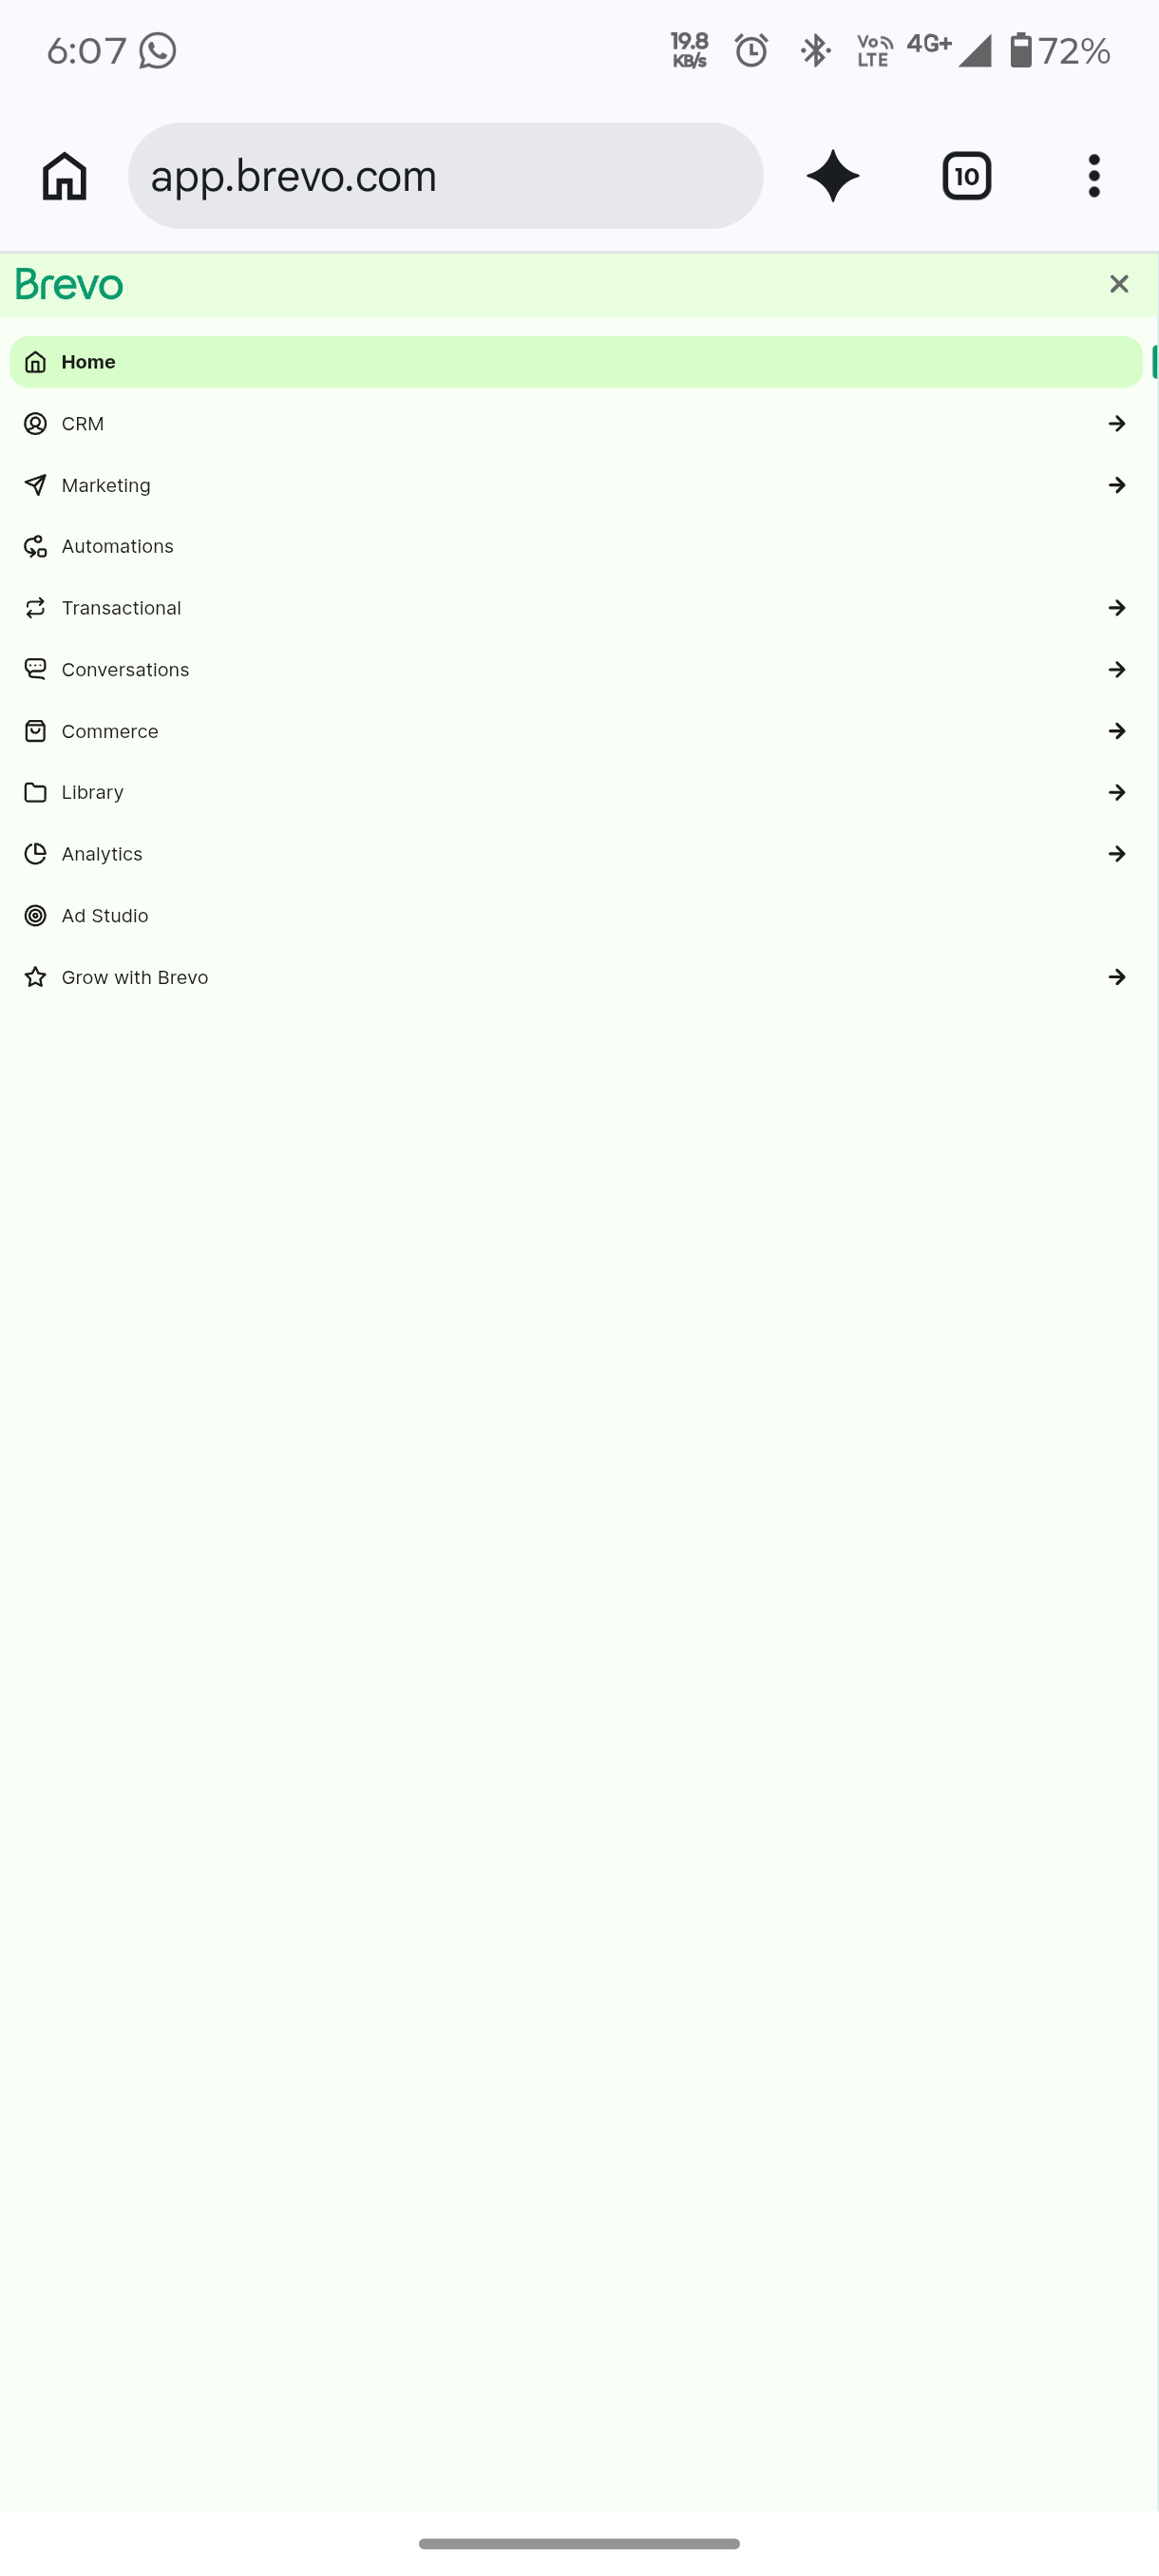 6:07 19.8 KB/s Vo LTE 4G+ 72%
app.brevo.com 10
Brevo
Home
CRM
Marketing
Automations
Transactional
Conversations
Commerce
Library
Analytics
Ad Studio
Grow with Brevo